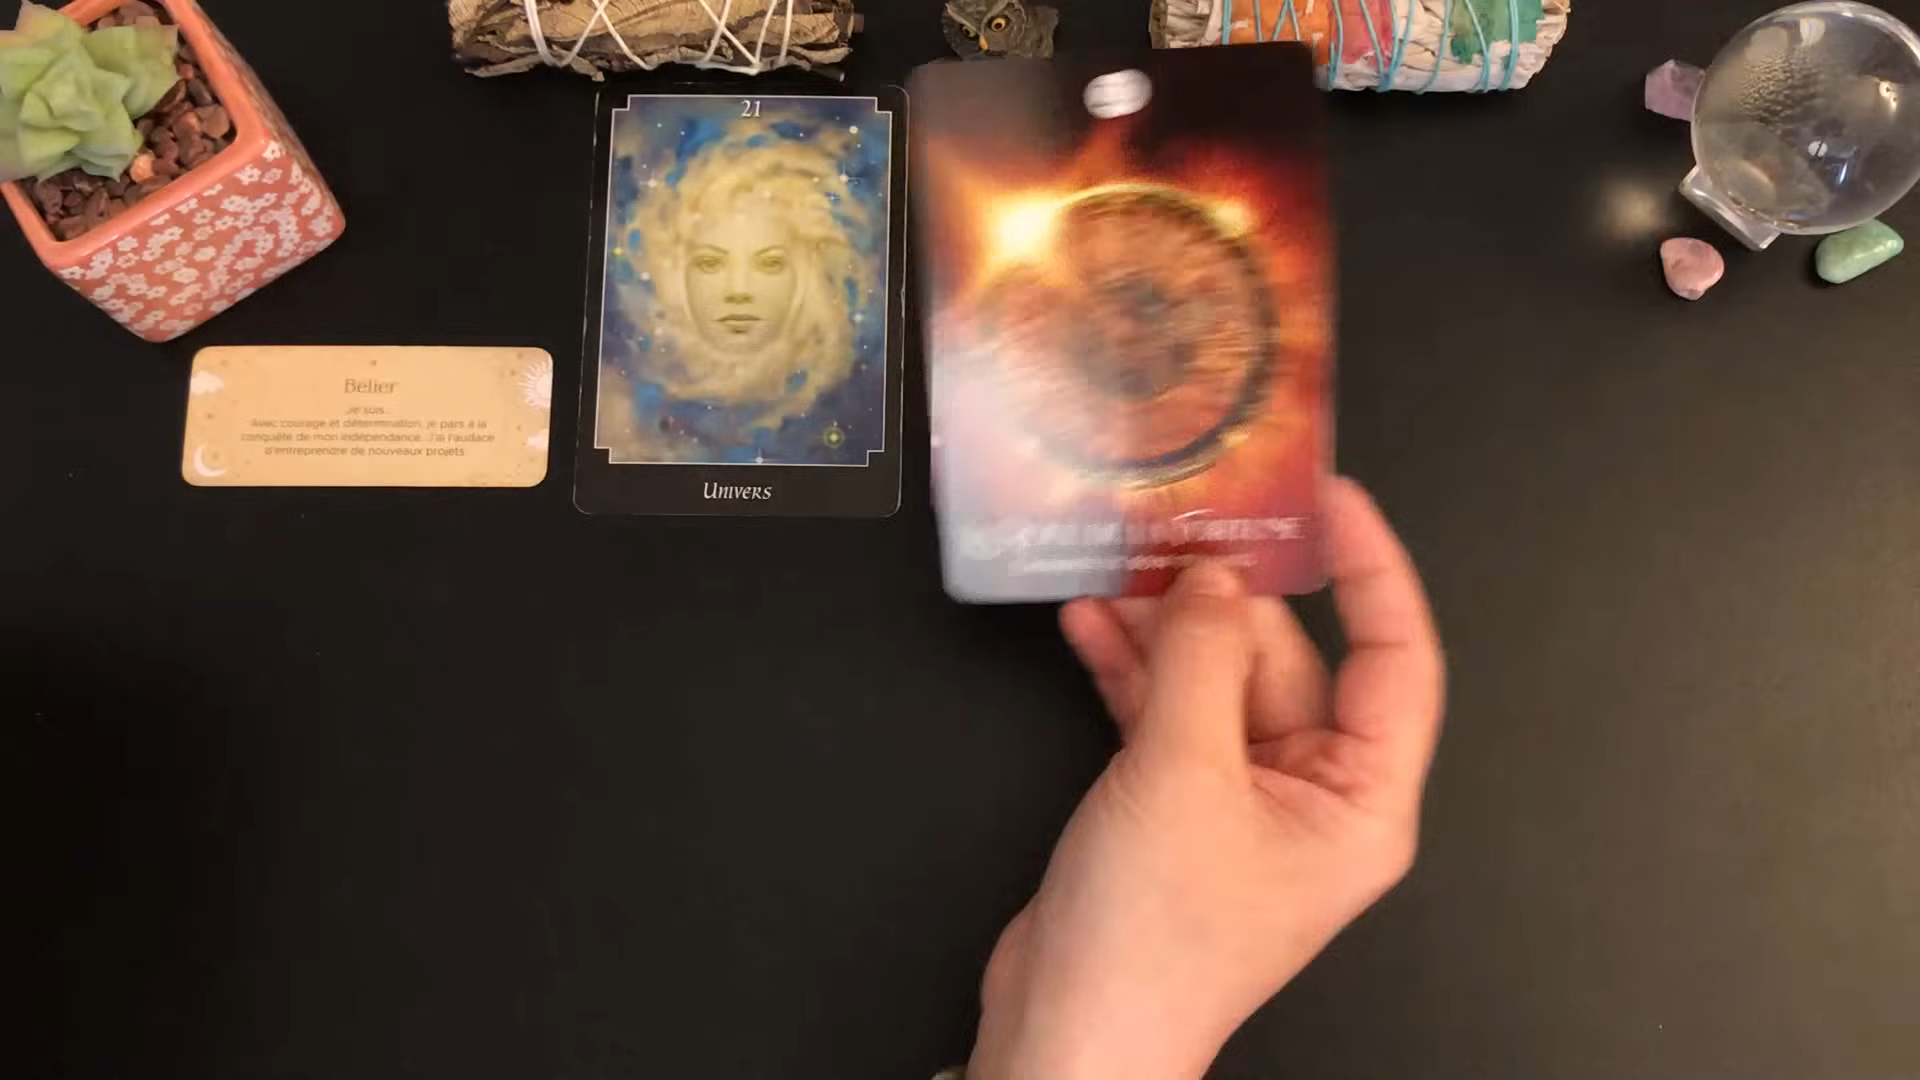 Bélier
Je suis...
Avec courage et détermination, je pars à la
conquête de mon indépendance. J'ai l'audace
d'entreprendre de nouveaux projets.
21
Univers